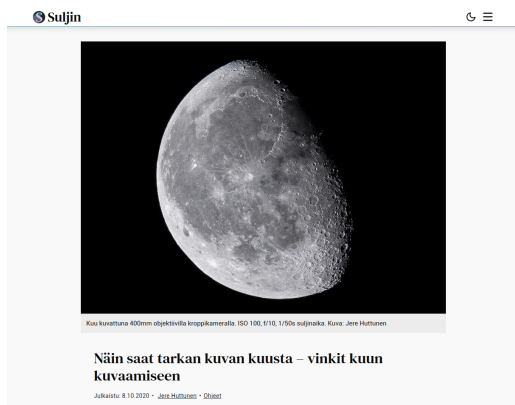 Suljin
Kuu kuvattuna 400mm objektiivilla kroppikameralla. ISO 100, f/10, 1/50s suljinaika. Kuva: Jere Huttunen
Näin saat tarkan kuvan kuusta – vinkit kuun
kuvaamiseen
Julkaistu: 8.10.2020 • Jere Huttunen • Ohjeet